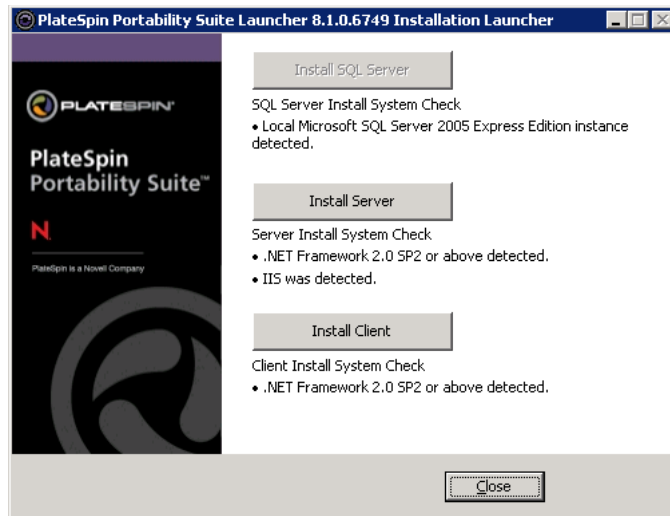 PlateSpin Portability Suite Launcher 8.1.0.6749 Installation Launcher
PLATESPIN®
PlateSpin
Portability Suite™
N
PlateSpin is a Novell Company
Install SQL Server
SQL Server Install System Check
• Local Microsoft SQL Server 2005 Express Edition instance
detected.
Install Server
Server Install System Check
• .NET Framework 2.0 SP2 or above detected.
• IIS was detected.
Install Client
Client Install System Check
• .NET Framework 2.0 SP2 or above detected.
Close